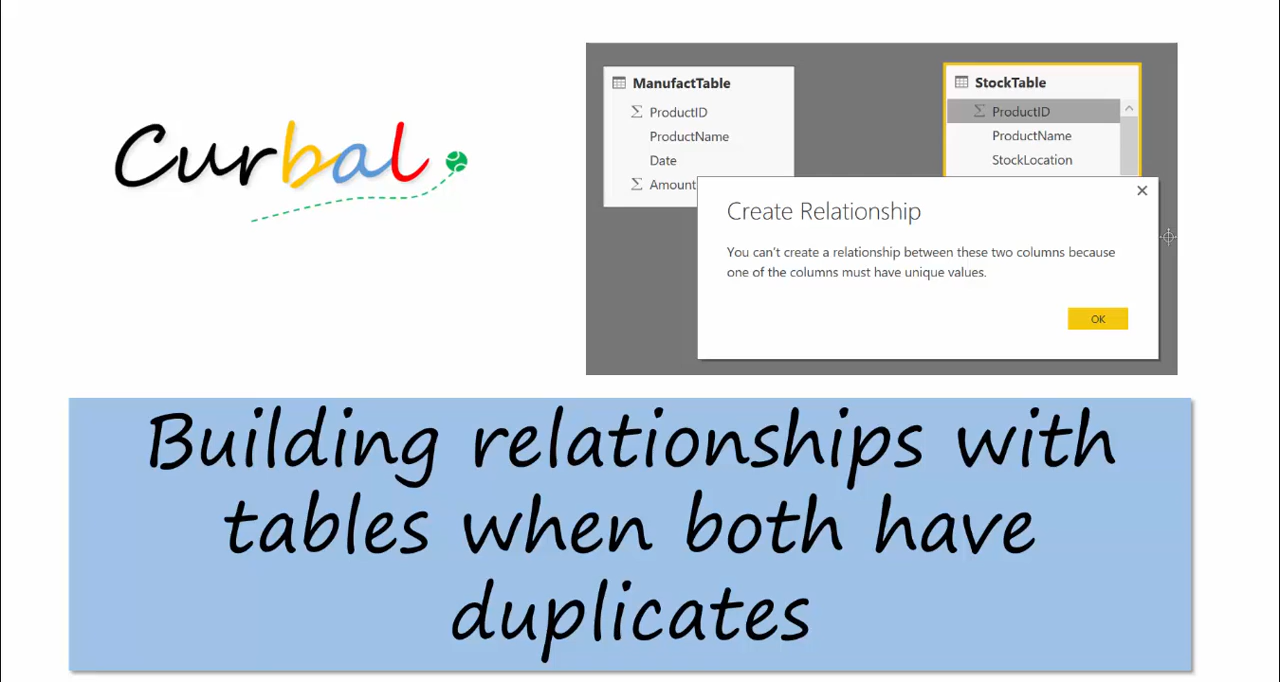 Curbal
ManufactTable
ProductID
ProductName
Date
Amount
StockTable
ProductID
ProductName
StockLocation
Create Relationship
You can't create a relationship between these two columns because
one of the columns must have unique values.
OK
Building relationships with
tables when both have
duplicates